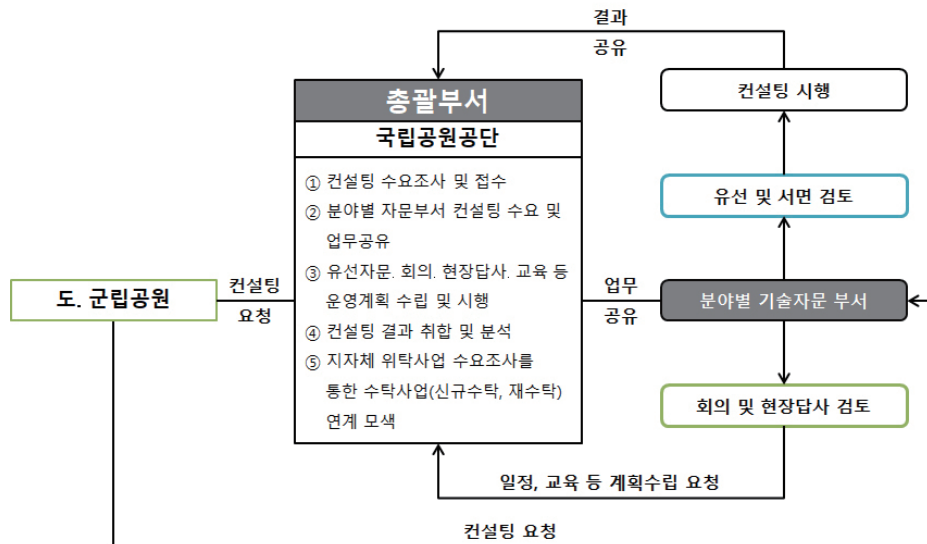 결과
공유
총괄부서
국립공원공단
① 컨설팅 수요조사 및 접수
② 분야별 자문부서 컨설팅 수요 및
업무공유
③ 유선자문. 회의. 현장답사. 교육 등
운영계획 수립 및 시행
④ 컨설팅 결과 취합 및 분석
⑤ 지자체 위탁사업 수요조사를
통한 수탁사업(신규수탁, 재수탁)
연계 모색
도. 군립공원
컨설팅
요청
업무
공유
컨설팅 시행
유선 및 서면 검토
분야별 기술자문 부서
회의 및 현장답사 검토
일정, 교육 등 계획수립 요청
컨설팅 요청